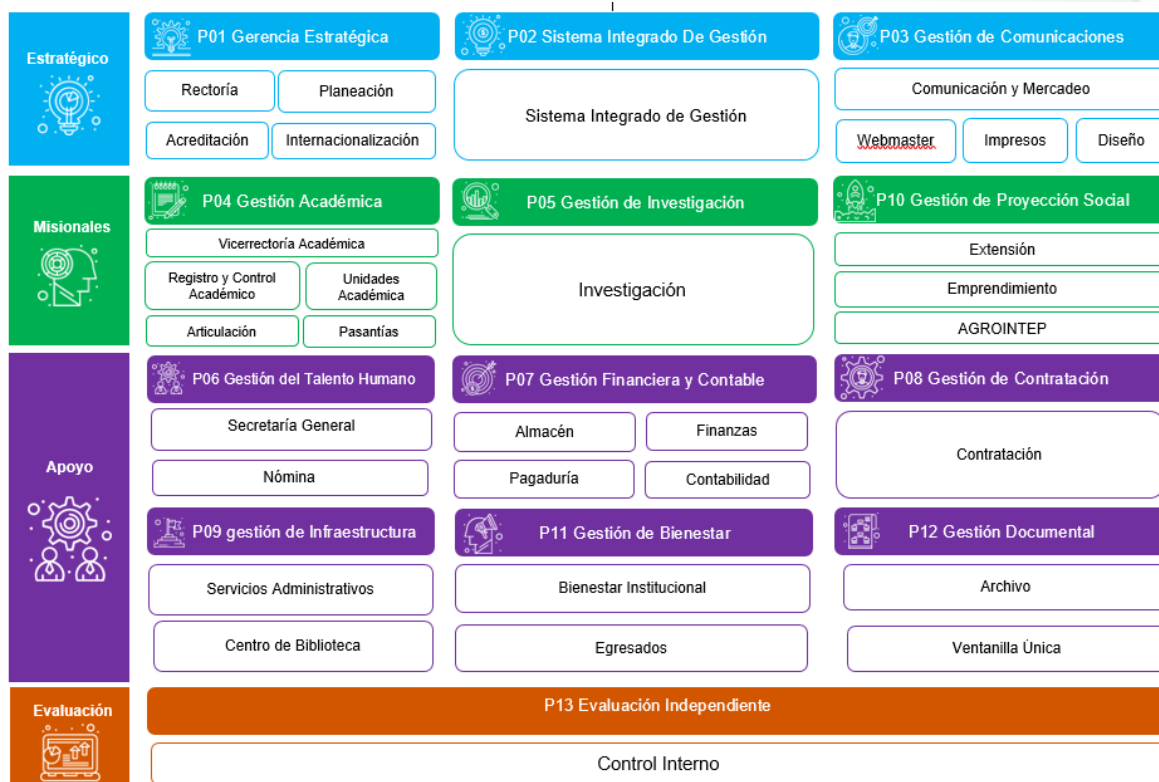 Estratégico
P01 Gerencia Estratégica
P02 Sistema Integrado De Gestión
P03 Gestión de Comunicaciones
Rectoría
Planeación
Acreditación
Internacionalización
Sistema Integrado de Gestión
Comunicación y Mercadeo
Webmaster
Impresos
Diseño
Misionales
P04 Gestión Académica
P05 Gestión de Investigación
P10 Gestión de Proyección Social
Vicerrectoría Académica
Registro y Control
Académico
Unidades
Académica
Articulación
Pasantías
Investigación
Extensión
Emprendimiento
AGROINTEP
Apoyo
P06 Gestión del Talento Humano
P07 Gestión Financiera y Contable
P08 Gestión de Contratación
Secretaría General
Nómina
Almacén
Finanzas
Pagaduría
Contabilidad
Contratación
P09 gestión de Infraestructura
P11 Gestión de Bienestar
P12 Gestión Documental
Servicios Administrativos
Centro de Biblioteca
Bienestar Institucional
Egresados
Archivo
Ventanilla Única
Evaluación
P13 Evaluación Independiente
Control Interno